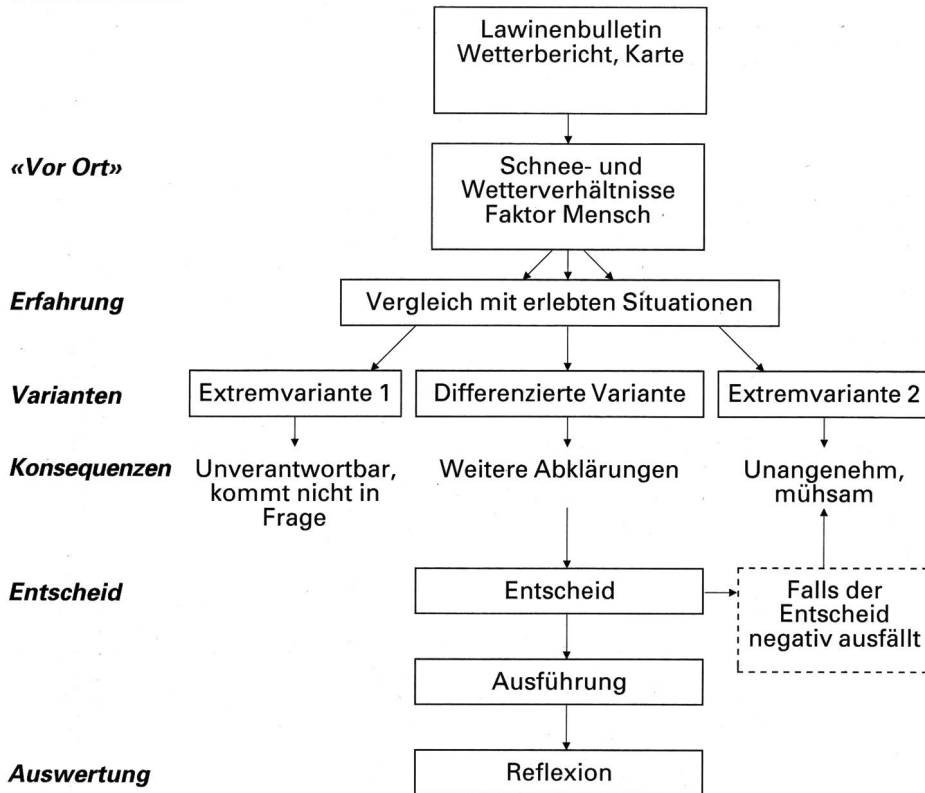 Lawinenbulletin
Wetterbericht, Karte
«Vor Ort»
Schnee- und
Wetterverhältnisse
Faktor Mensch
Erfahrung
Vergleich mit erlebten Situationen
Varianten
Extremvariante 1
Differenzierte Variante
Extremvariante 2
Konsequenzen
Unverantwortbar,
kommt nicht in
Frage
Weitere Abklärungen
Unangenehm,
mühsam
Entscheid
Entscheid
Falls der
Entscheid
negativ ausfällt
Ausführung
Auswertung
Reflexion